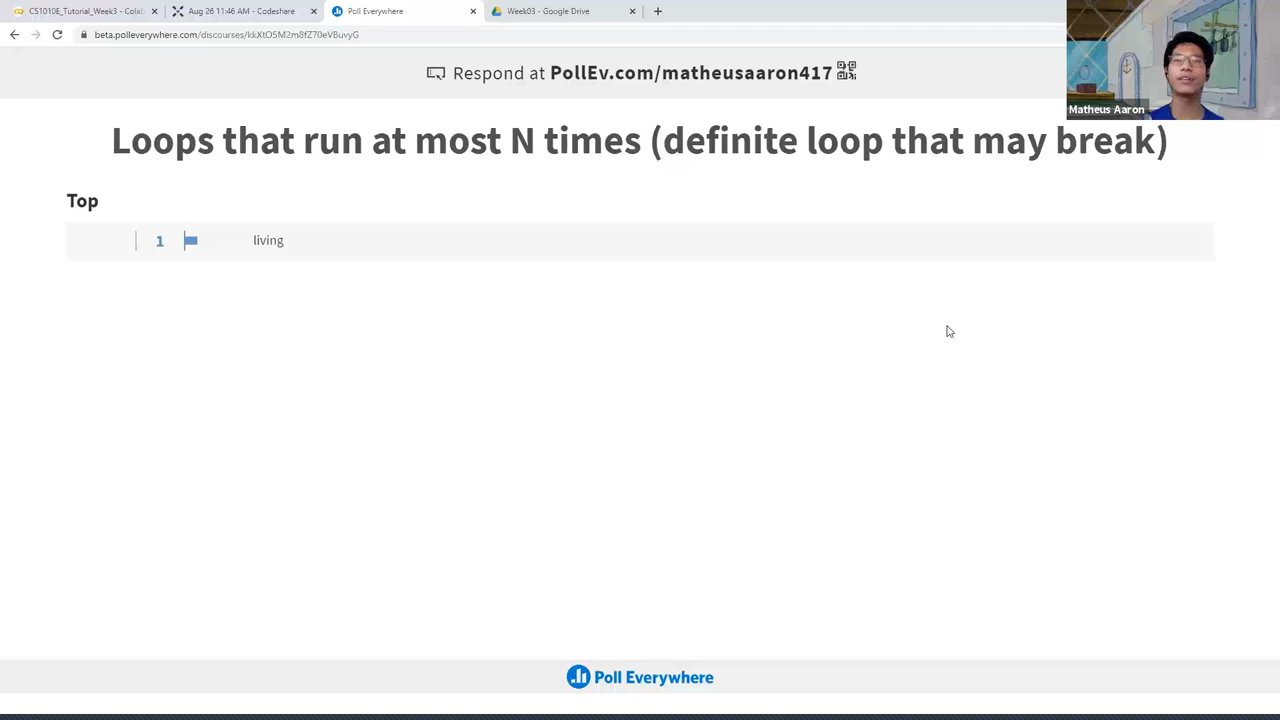 CS1010E_Tutorial_Week3 - Colab
Aug 26 11:46 AM - Codeshare
Poll Everywhere
Week03 - Google Drive
beta.polleverywhere.com/discourses/kkXtO5M2m8fZ70eVBuvyG
Respond at PollEv.com/matheusaaron417
Matheus Aaron
Loops that run at most N times (definite loop that may break)
Top
1 living
Poll Everywhere